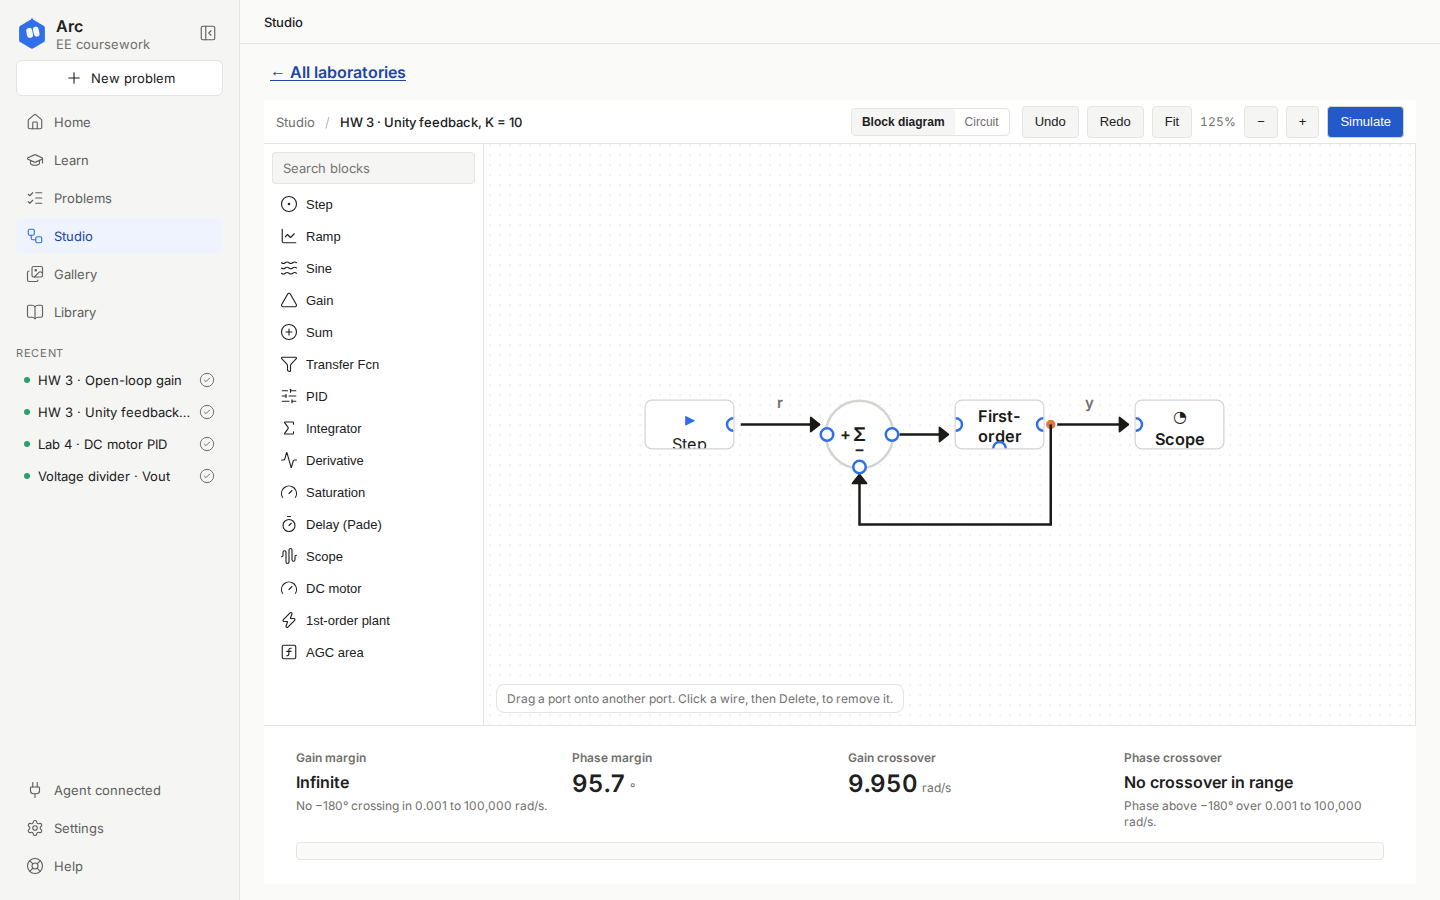 Arc
EE coursework
New problem
Home
Learn
Problems
Studio
Gallery
Library
RECENT
HW 3 · Open-loop gain
HW 3 · Unity feedback...
Lab 4 · DC motor PID
Voltage divider · Vout
Agent connected
Settings
Help
Studio
← All laboratories
Studio / HW 3 · Unity feedback, K = 10
Block diagram
Circuit
Undo
Redo
Fit
125%
−
+
Simulate
Search blocks
Step
Ramp
Sine
Gain
Sum
Transfer Fcn
PID
Integrator
Derivative
Saturation
Delay (Pade)
Scope
DC motor
1st-order plant
AGC area
Step
r
+ Σ
−
First-
order
y
Scope
Drag a port onto another port. Click a wire, then Delete, to remove it.
Gain margin
Infinite
No −180° crossing in 0.001 to 100,000 rad/s.
Phase margin
95.7 °
Gain crossover
9.950 rad/s
Phase crossover
No crossover in range
Phase above −180° over 0.001 to 100,000
rad/s.